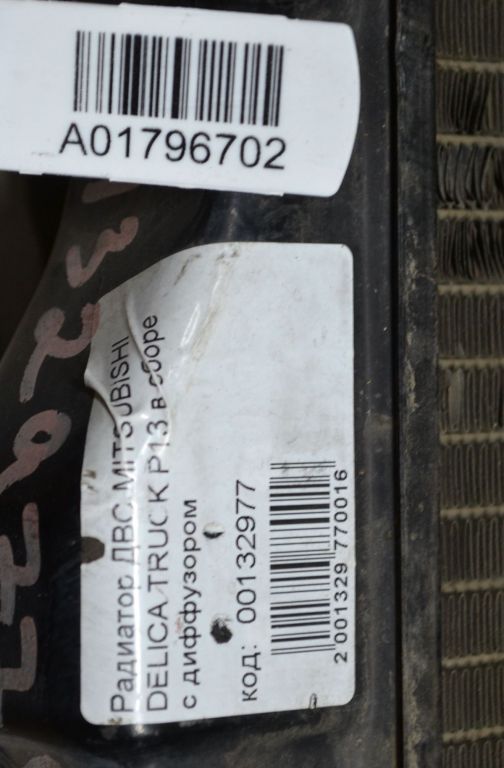 A01796702
Радиатор ДВС MITSUBISHI
DELICA TRUCK P13 в сборе
с диффузором
код: 00132977
2 001329 770016